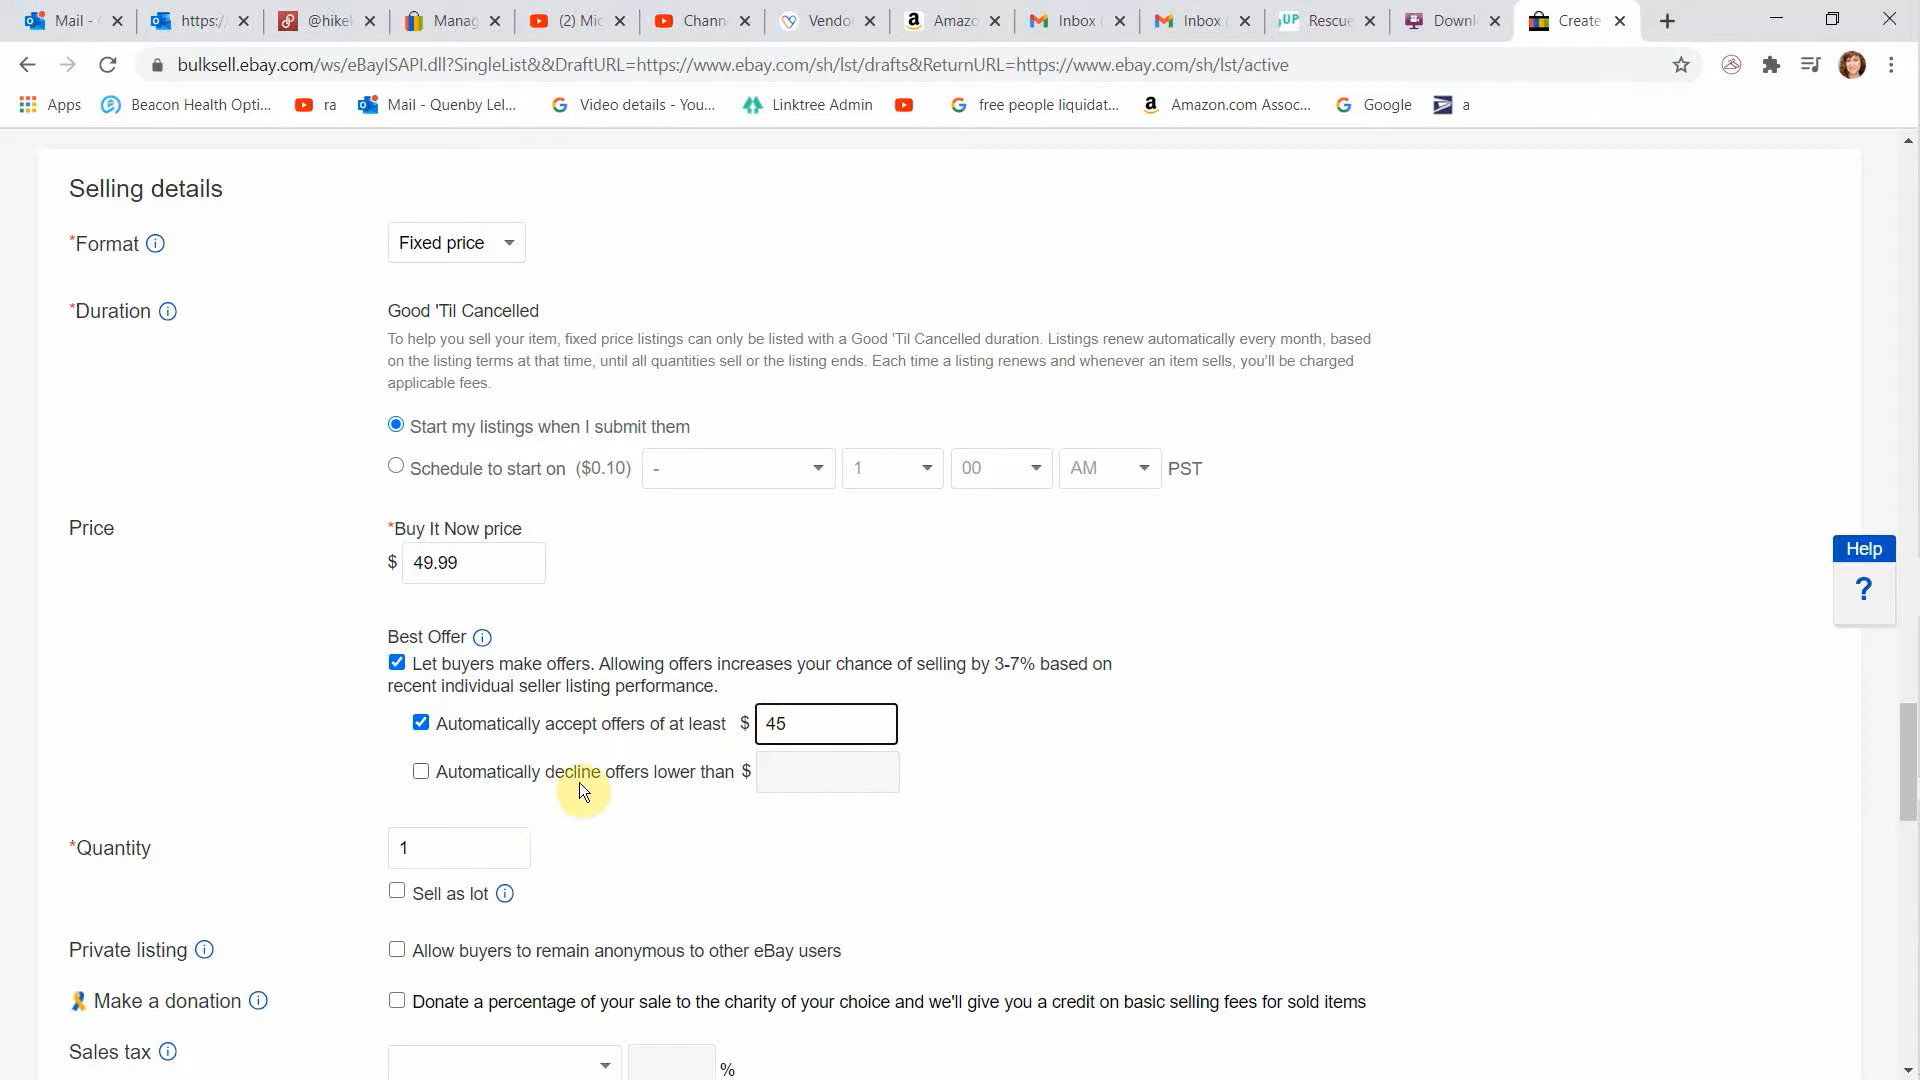 Mail -
https:/
@hikel
Manag
(2) Mic
Chann
Vendo
Amazo
Inbox
Inbox
Rescue
Downl
Create
bulksell.ebay.com/ws/eBayISAPI.dll?SingleList&&DraftURL=https://www.ebay.com/sh/lst/drafts&ReturnURL=https://www.ebay.com/sh/lst/active
Apps
Beacon Health Opti...
ra
Mail - Quenby Lel...
Video details - You...
Linktree Admin
free people liquidat...
Amazon.com Assoc...
Google
a
Selling details
*Format
Fixed price
*Duration
Good 'Til Cancelled
To help you sell your item, fixed price listings can only be listed with a Good 'Til Cancelled duration. Listings renew automatically every month, based
on the listing terms at that time, until all quantities sell or the listing ends. Each time a listing renews and whenever an item sells, you'll be charged
applicable fees.
Start my listings when I submit them
Schedule to start on ($0.10) - 1 00 AM PST
Price
*Buy It Now price
$ 49.99
Help
?
Best Offer
Let buyers make offers. Allowing offers increases your chance of selling by 3-7% based on
recent individual seller listing performance.
Automatically accept offers of at least $ 45
Automatically decline offers lower than $
*Quantity
1
Sell as lot
Private listing
Allow buyers to remain anonymous to other eBay users
Make a donation
Donate a percentage of your sale to the charity of your choice and we'll give you a credit on basic selling fees for sold items
Sales tax
%